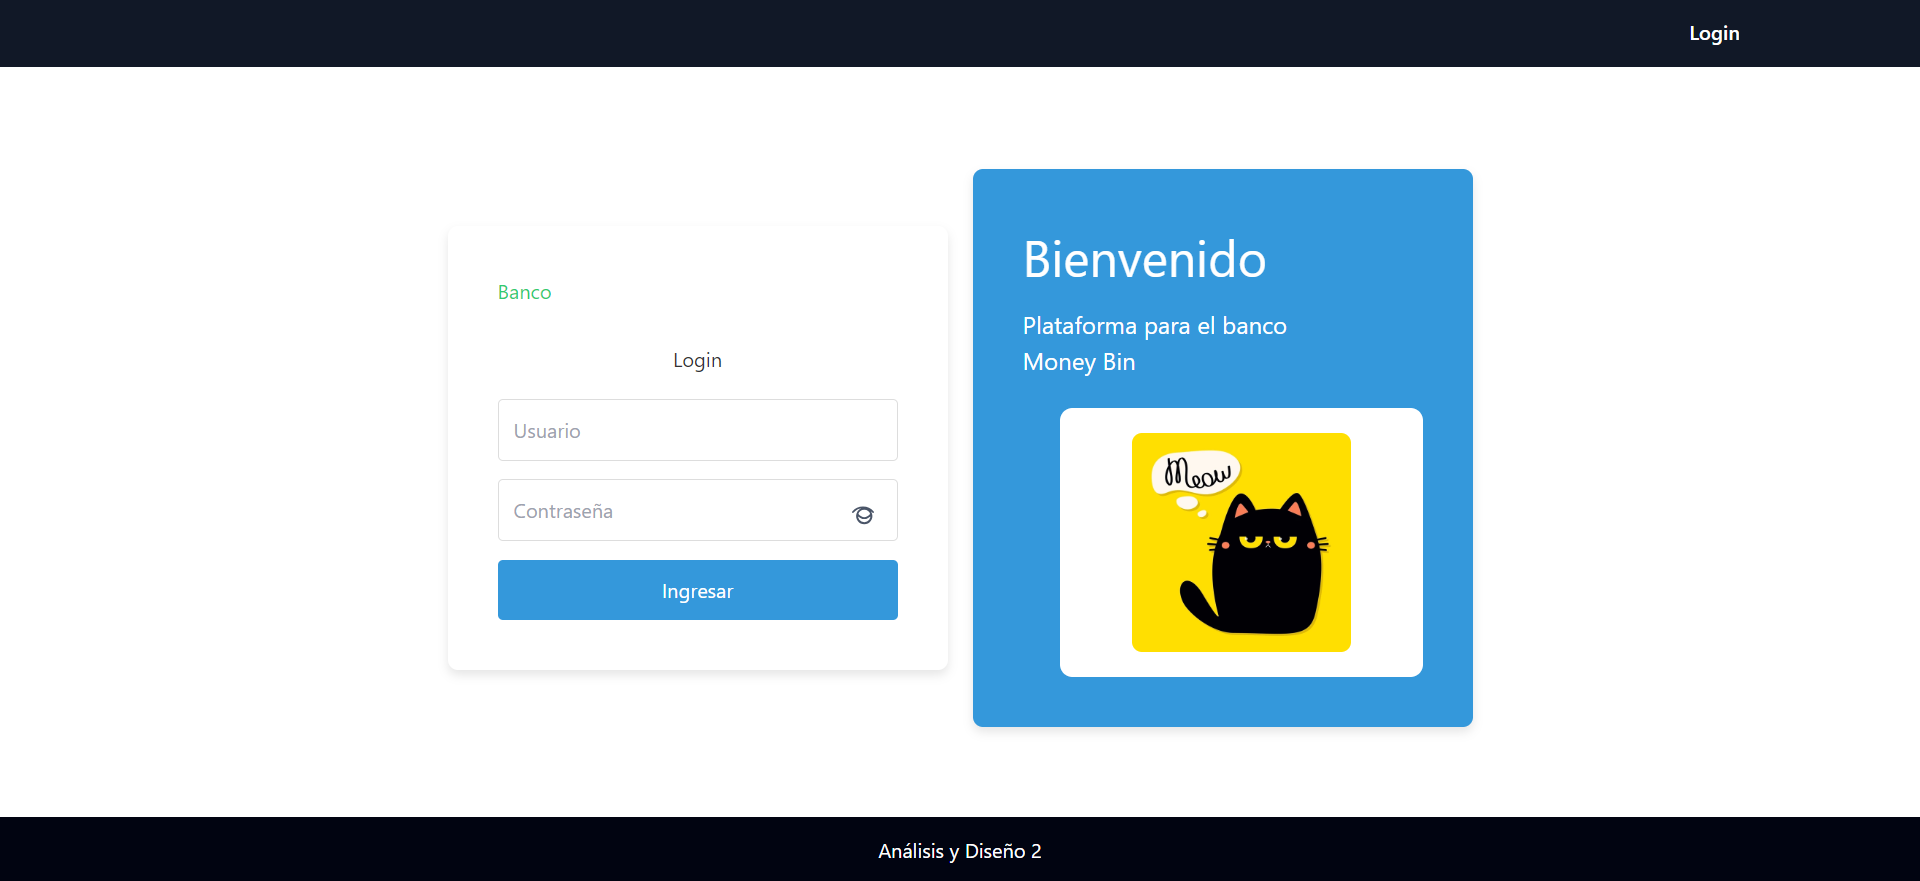 Login
Banco
Login
Usuario
Contraseña
Ingresar
Bienvenido
Plataforma para el banco
Money Bin
Meow
Análisis y Diseño 2